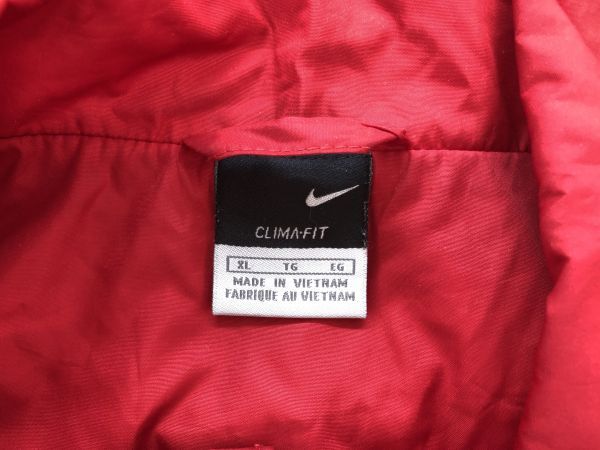 CLIMA·FIT
XL TG EG
MADE IN VIETNAM
FABRIQUE AU VIETNAM